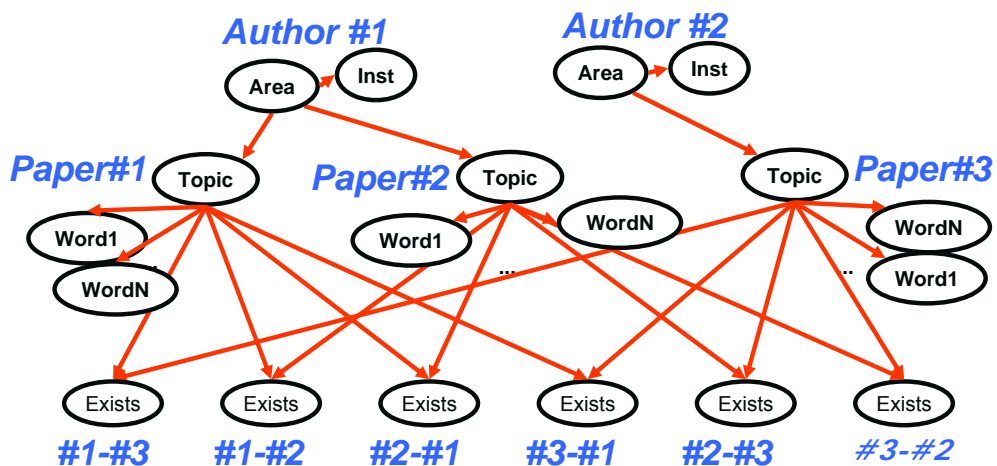 Author #1
Author #2
Area
Inst
Area
Inst
Paper#1
Topic
Paper#2
Topic
Topic
Paper#3
Word1
..
WordN
Word1
WordN
...
WordN
..
Word1
Exists
Exists
Exists
Exists
Exists
Exists
#1-#3
#1-#2
#2-#1
#3-#1
#2-#3
#3-#2